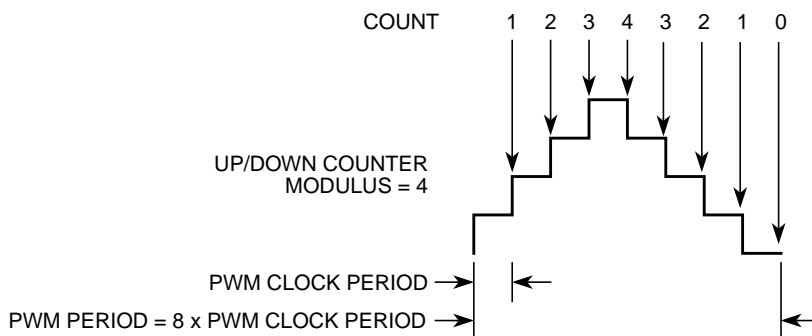 COUNT 1 2 3 4 3 2 1 0
UP/DOWN COUNTER
MODULUS = 4
PWM CLOCK PERIOD
PWM PERIOD = 8 x PWM CLOCK PERIOD